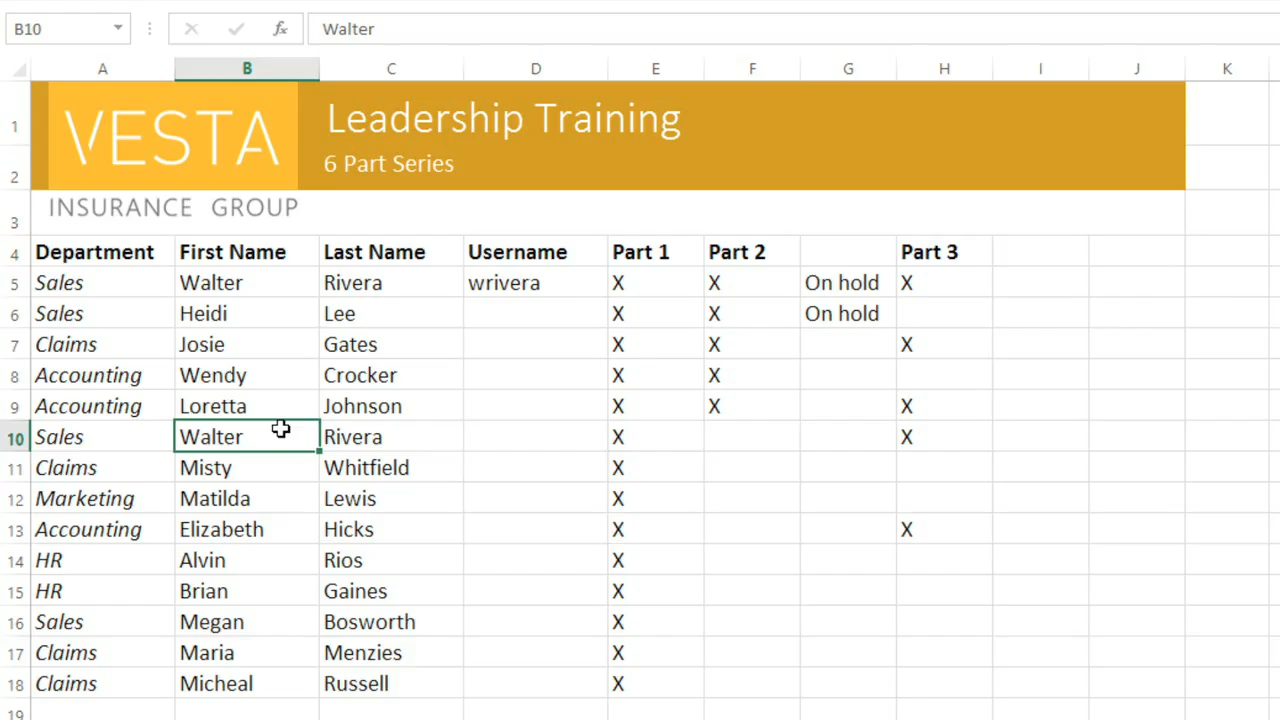 B10 fx Walter
A B C D E F G H I J K
1 VESTA Leadership Training
2 6 Part Series
3 INSURANCE GROUP
4 Department First Name Last Name Username Part 1 Part 2 Part 3
5 Sales Walter Rivera wrivera X X On hold X
6 Sales Heidi Lee X X On hold
7 Claims Josie Gates X X X
8 Accounting Wendy Crocker X X
9 Accounting Loretta Johnson X X X
10 Sales Walter Rivera X X
11 Claims Misty Whitfield X
12 Marketing Matilda Lewis X
13 Accounting Elizabeth Hicks X X
14 HR Alvin Rios X
15 HR Brian Gaines X
16 Sales Megan Bosworth X
17 Claims Maria Menzies X
18 Claims Micheal Russell X
19